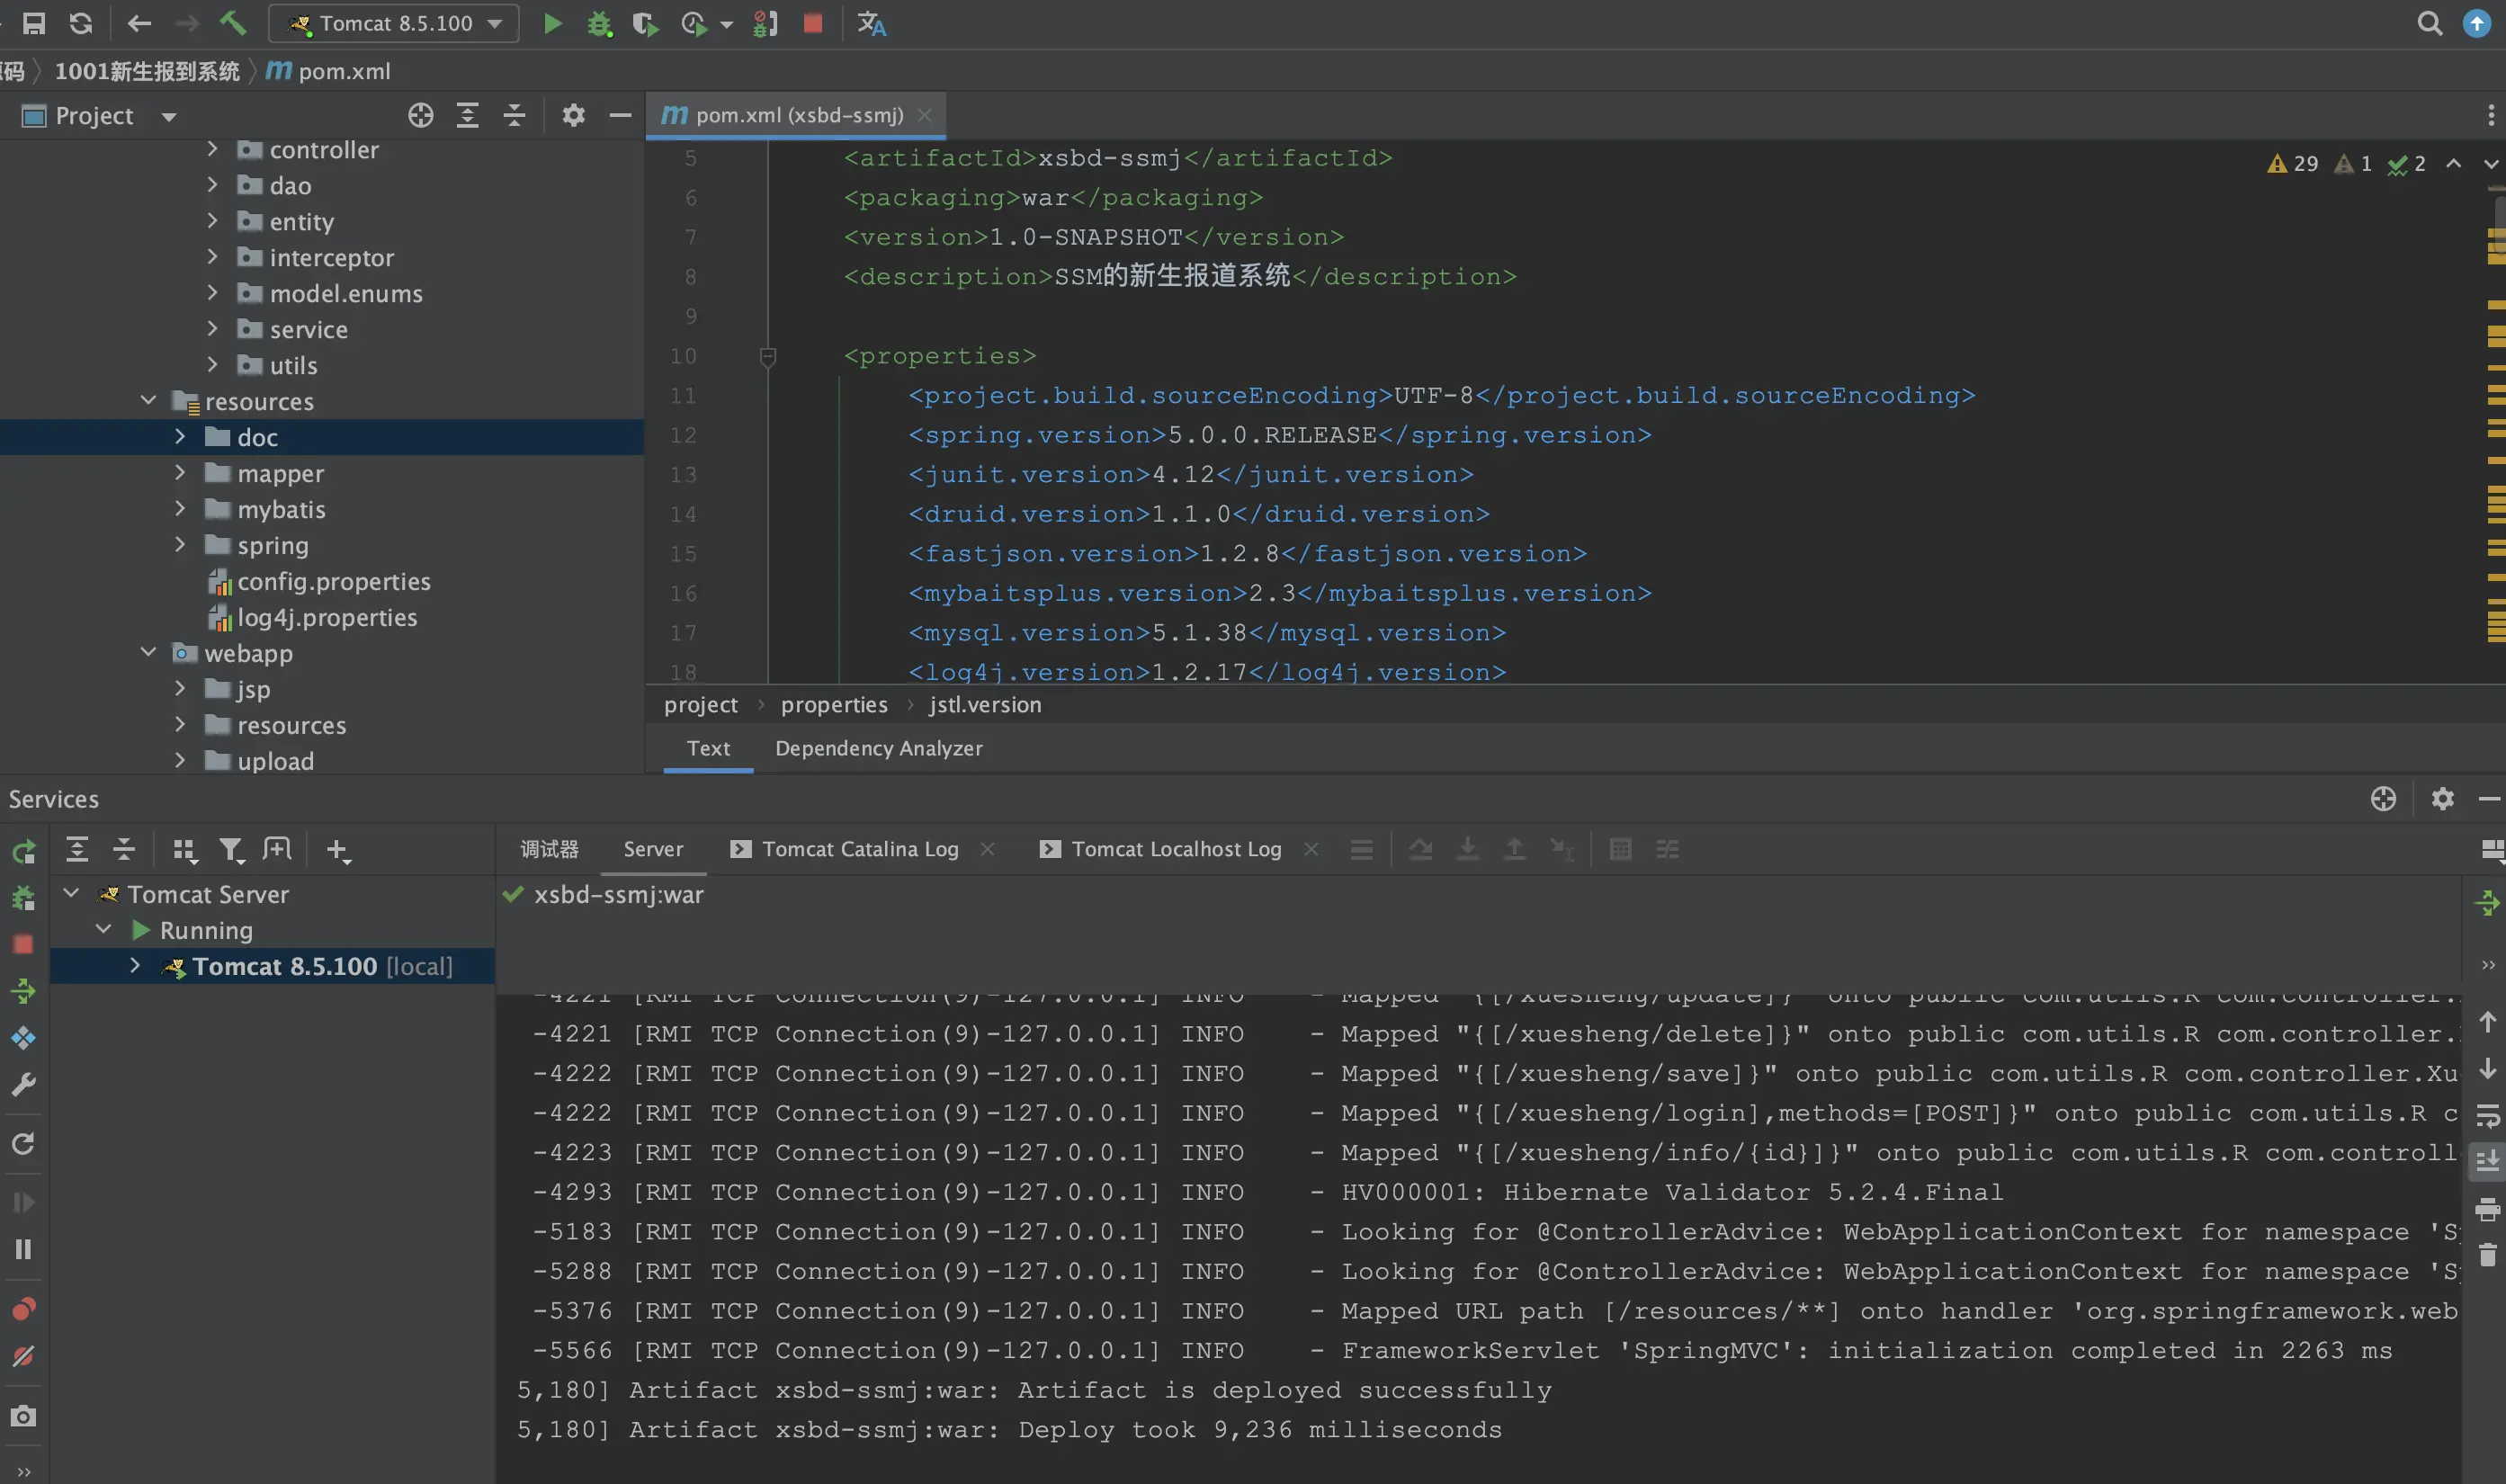 Tomcat 8.5.100
码 〉 1001新生报到系统 〉 pom.xml
Project
controller
dao
entity
interceptor
model.enums
service
utils
resources
doc
mapper
mybatis
spring
config.properties
log4j.properties
webapp
jsp
resources
upload
pom.xml (xsbd-ssmj)
29 1 2
5 <artifactId>xsbd-ssmj</artifactId>
6 <packaging>war</packaging>
7 <version>1.0-SNAPSHOT</version>
8 <description>SSM的新生报道系统</description>
9
10 <properties>
11 <project.build.sourceEncoding>UTF-8</project.build.sourceEncoding>
12 <spring.version>5.0.0.RELEASE</spring.version>
13 <junit.version>4.12</junit.version>
14 <druid.version>1.1.0</druid.version>
15 <fastjson.version>1.2.8</fastjson.version>
16 <mybaitsplus.version>2.3</mybaitsplus.version>
17 <mysql.version>5.1.38</mysql.version>
18 <log4j.version>1.2.17</log4j.version>
project › properties › jstl.version
Text Dependency Analyzer
Services
调试器 Server Tomcat Catalina Log Tomcat Localhost Log
Tomcat Server
Running
Tomcat 8.5.100 [local]
xsbd-ssmj:war
-4221 [RMI TCP Connection(9)-127.0.0.1] INFO - Mapped "{[/xuesheng/update]}" onto public com.utils.R com.controller.
-4221 [RMI TCP Connection(9)-127.0.0.1] INFO - Mapped "{[/xuesheng/delete]}" onto public com.utils.R com.controller.
-4222 [RMI TCP Connection(9)-127.0.0.1] INFO - Mapped "{[/xuesheng/save]}" onto public com.utils.R com.controller.Xu
-4222 [RMI TCP Connection(9)-127.0.0.1] INFO - Mapped "{[/xuesheng/login],methods=[POST]}" onto public com.utils.R c
-4223 [RMI TCP Connection(9)-127.0.0.1] INFO - Mapped "{[/xuesheng/info/{id}]}" onto public com.utils.R com.controll
-4293 [RMI TCP Connection(9)-127.0.0.1] INFO - HV000001: Hibernate Validator 5.2.4.Final
-5183 [RMI TCP Connection(9)-127.0.0.1] INFO - Looking for @ControllerAdvice: WebApplicationContext for namespace 'S
-5288 [RMI TCP Connection(9)-127.0.0.1] INFO - Looking for @ControllerAdvice: WebApplicationContext for namespace 'S
-5376 [RMI TCP Connection(9)-127.0.0.1] INFO - Mapped URL path [/resources/**] onto handler 'org.springframework.web
-5566 [RMI TCP Connection(9)-127.0.0.1] INFO - FrameworkServlet 'SpringMVC': initialization completed in 2263 ms
5,180] Artifact xsbd-ssmj:war: Artifact is deployed successfully
5,180] Artifact xsbd-ssmj:war: Deploy took 9,236 milliseconds